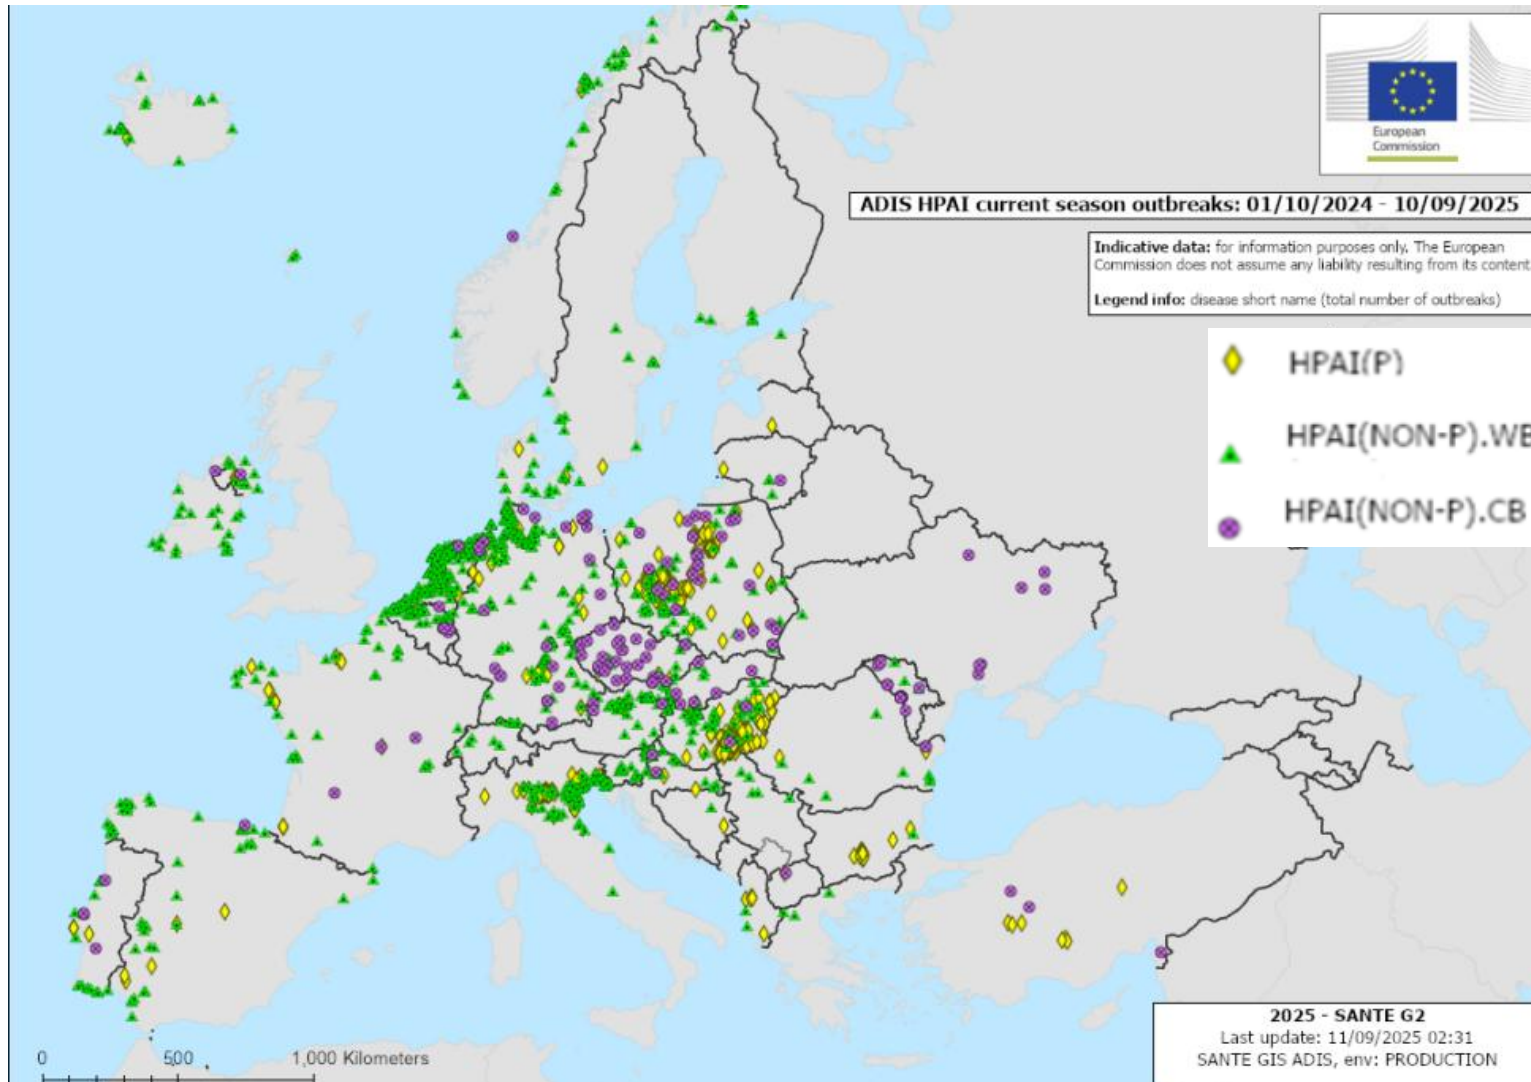 European
Commission
ADIS HPAI current season outbreaks: 01/10/2024 - 10/09/2025
Indicative data: for information purposes only. The European
Commission does not assume any liability resulting from its content
Legend info: disease short name (total number of outbreaks)
HPAI(P)
HPAI(NON-P).WB
HPAI(NON-P).CB
0 500 1,000 Kilometers
2025 - SANTE G2
Last update: 11/09/2025 02:31
SANTE GIS ADIS, env: PRODUCTION